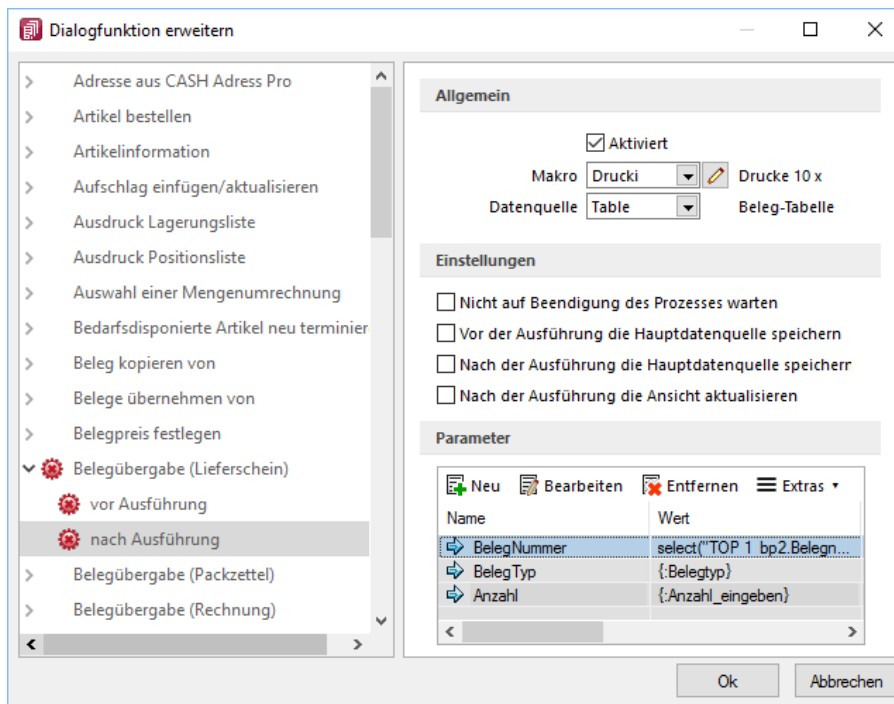 Dialogfunktion erweitern
Adresse aus CASH Adress Pro
Artikel bestellen
Artikelinformation
Aufschlag einfügen/aktualisieren
Ausdruck Lagerungsliste
Ausdruck Positionsliste
Auswahl einer Mengenumrechnung
Bedarfsdisponierte Artikel neu terminier
Beleg kopieren von
Belege übernehmen von
Belegpreis festlegen
Belegübergabe (Lieferschein)
vor Ausführung
nach Ausführung
Belegübergabe (Packzettel)
Belegübergabe (Rechnung)
Allgemein
Aktiviert
Makro Drucki Drucke 10 x
Datenquelle Table Beleg-Tabelle
Einstellungen
Nicht auf Beendigung des Prozesses warten
Vor der Ausführung die Hauptdatenquelle speichern
Nach der Ausführung die Hauptdatenquelle speichern
Nach der Ausführung die Ansicht aktualisieren
Parameter
Neu Bearbeiten Entfernen Extras
Name Wert
BelegNummer select("TOP 1 bp2.Belegn...
BelegTyp {:Belegtyp}
Anzahl {:Anzahl_eingeben}
Ok Abbrechen